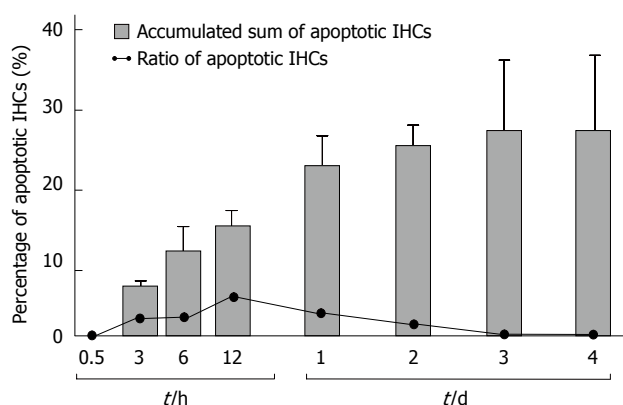 40%
Accumulated sum of apoptotic IHCs
Ratio of apoptotic IHCs
30
20
10
0
Percentage of apoptotic IHCs (%)
0.5 3 6 12 1 2 3 4
t/h t/d